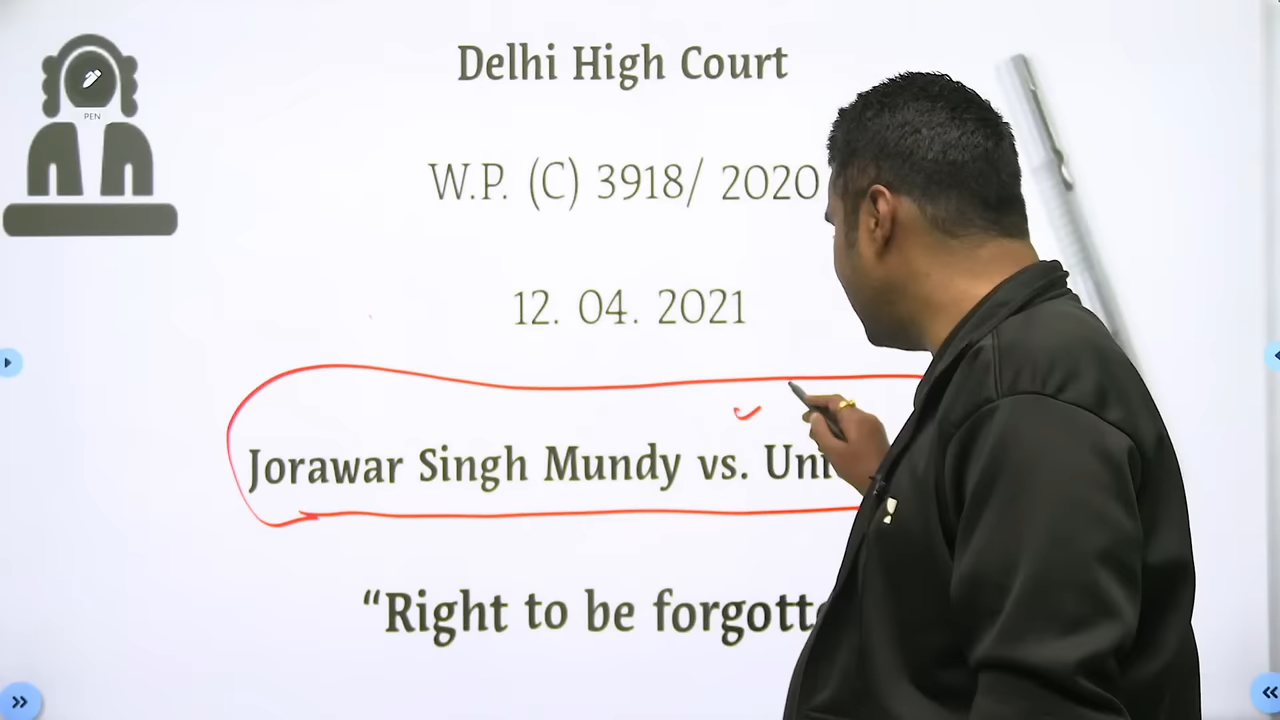 PEN
Delhi High Court
W.P. (C) 3918/ 2020
12. 04. 2021
Jorawar Singh Mundy vs.
“Right to be